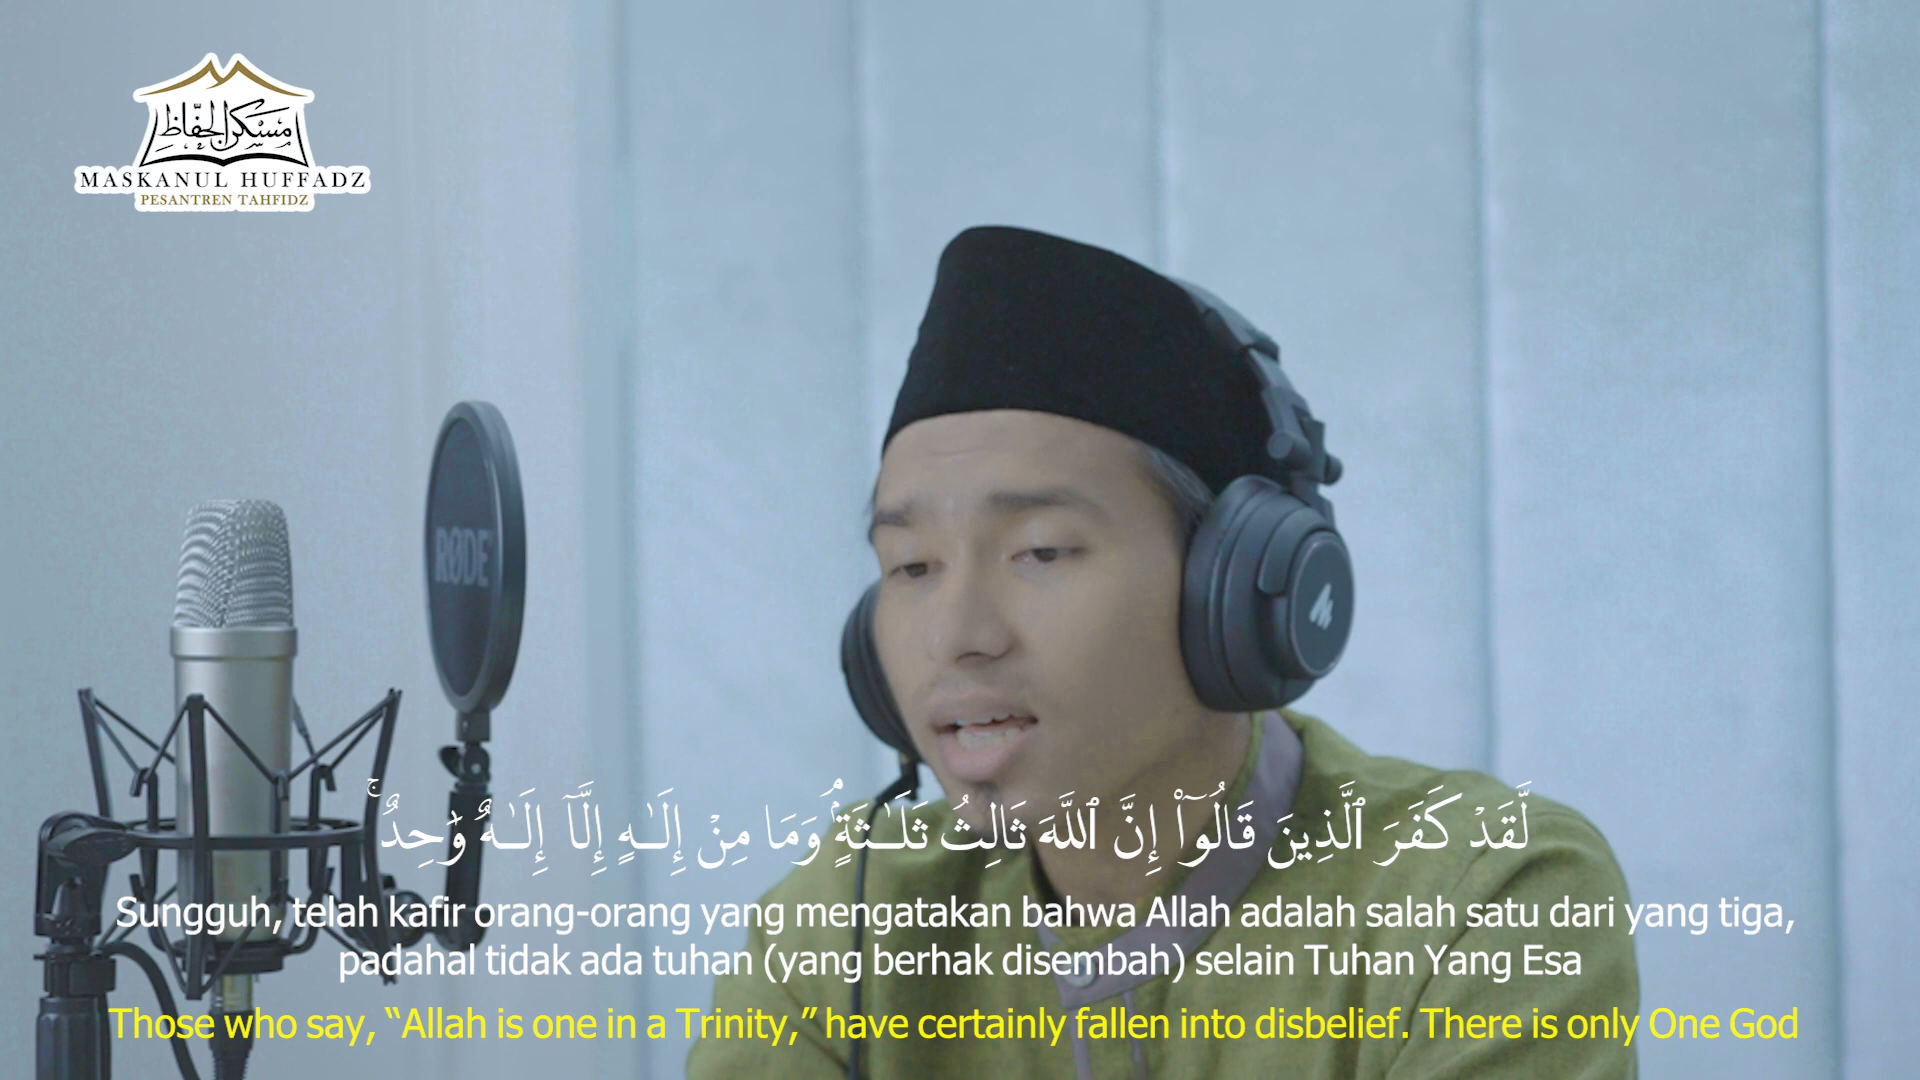 مسكن الحفاظ
MASKANUL HUFFADZ
PESANTREN TAHFIDZ
RØDE
لَّقَدْ كَفَرَ ٱلَّذِينَ قَالُوٓا۟ إِنَّ ٱللَّهَ ثَالِثُ ثَلَـٰثَةٍۢ ۘ وَمَا مِنْ إِلَـٰهٍ إِلَّآ إِلَـٰهٌ وَٰحِدٌ ۚ
Sungguh, telah kafir orang-orang yang mengatakan bahwa Allah adalah salah satu dari yang tiga,
padahal tidak ada tuhan (yang berhak disembah) selain Tuhan Yang Esa
Those who say, “Allah is one in a Trinity,” have certainly fallen into disbelief. There is only One God